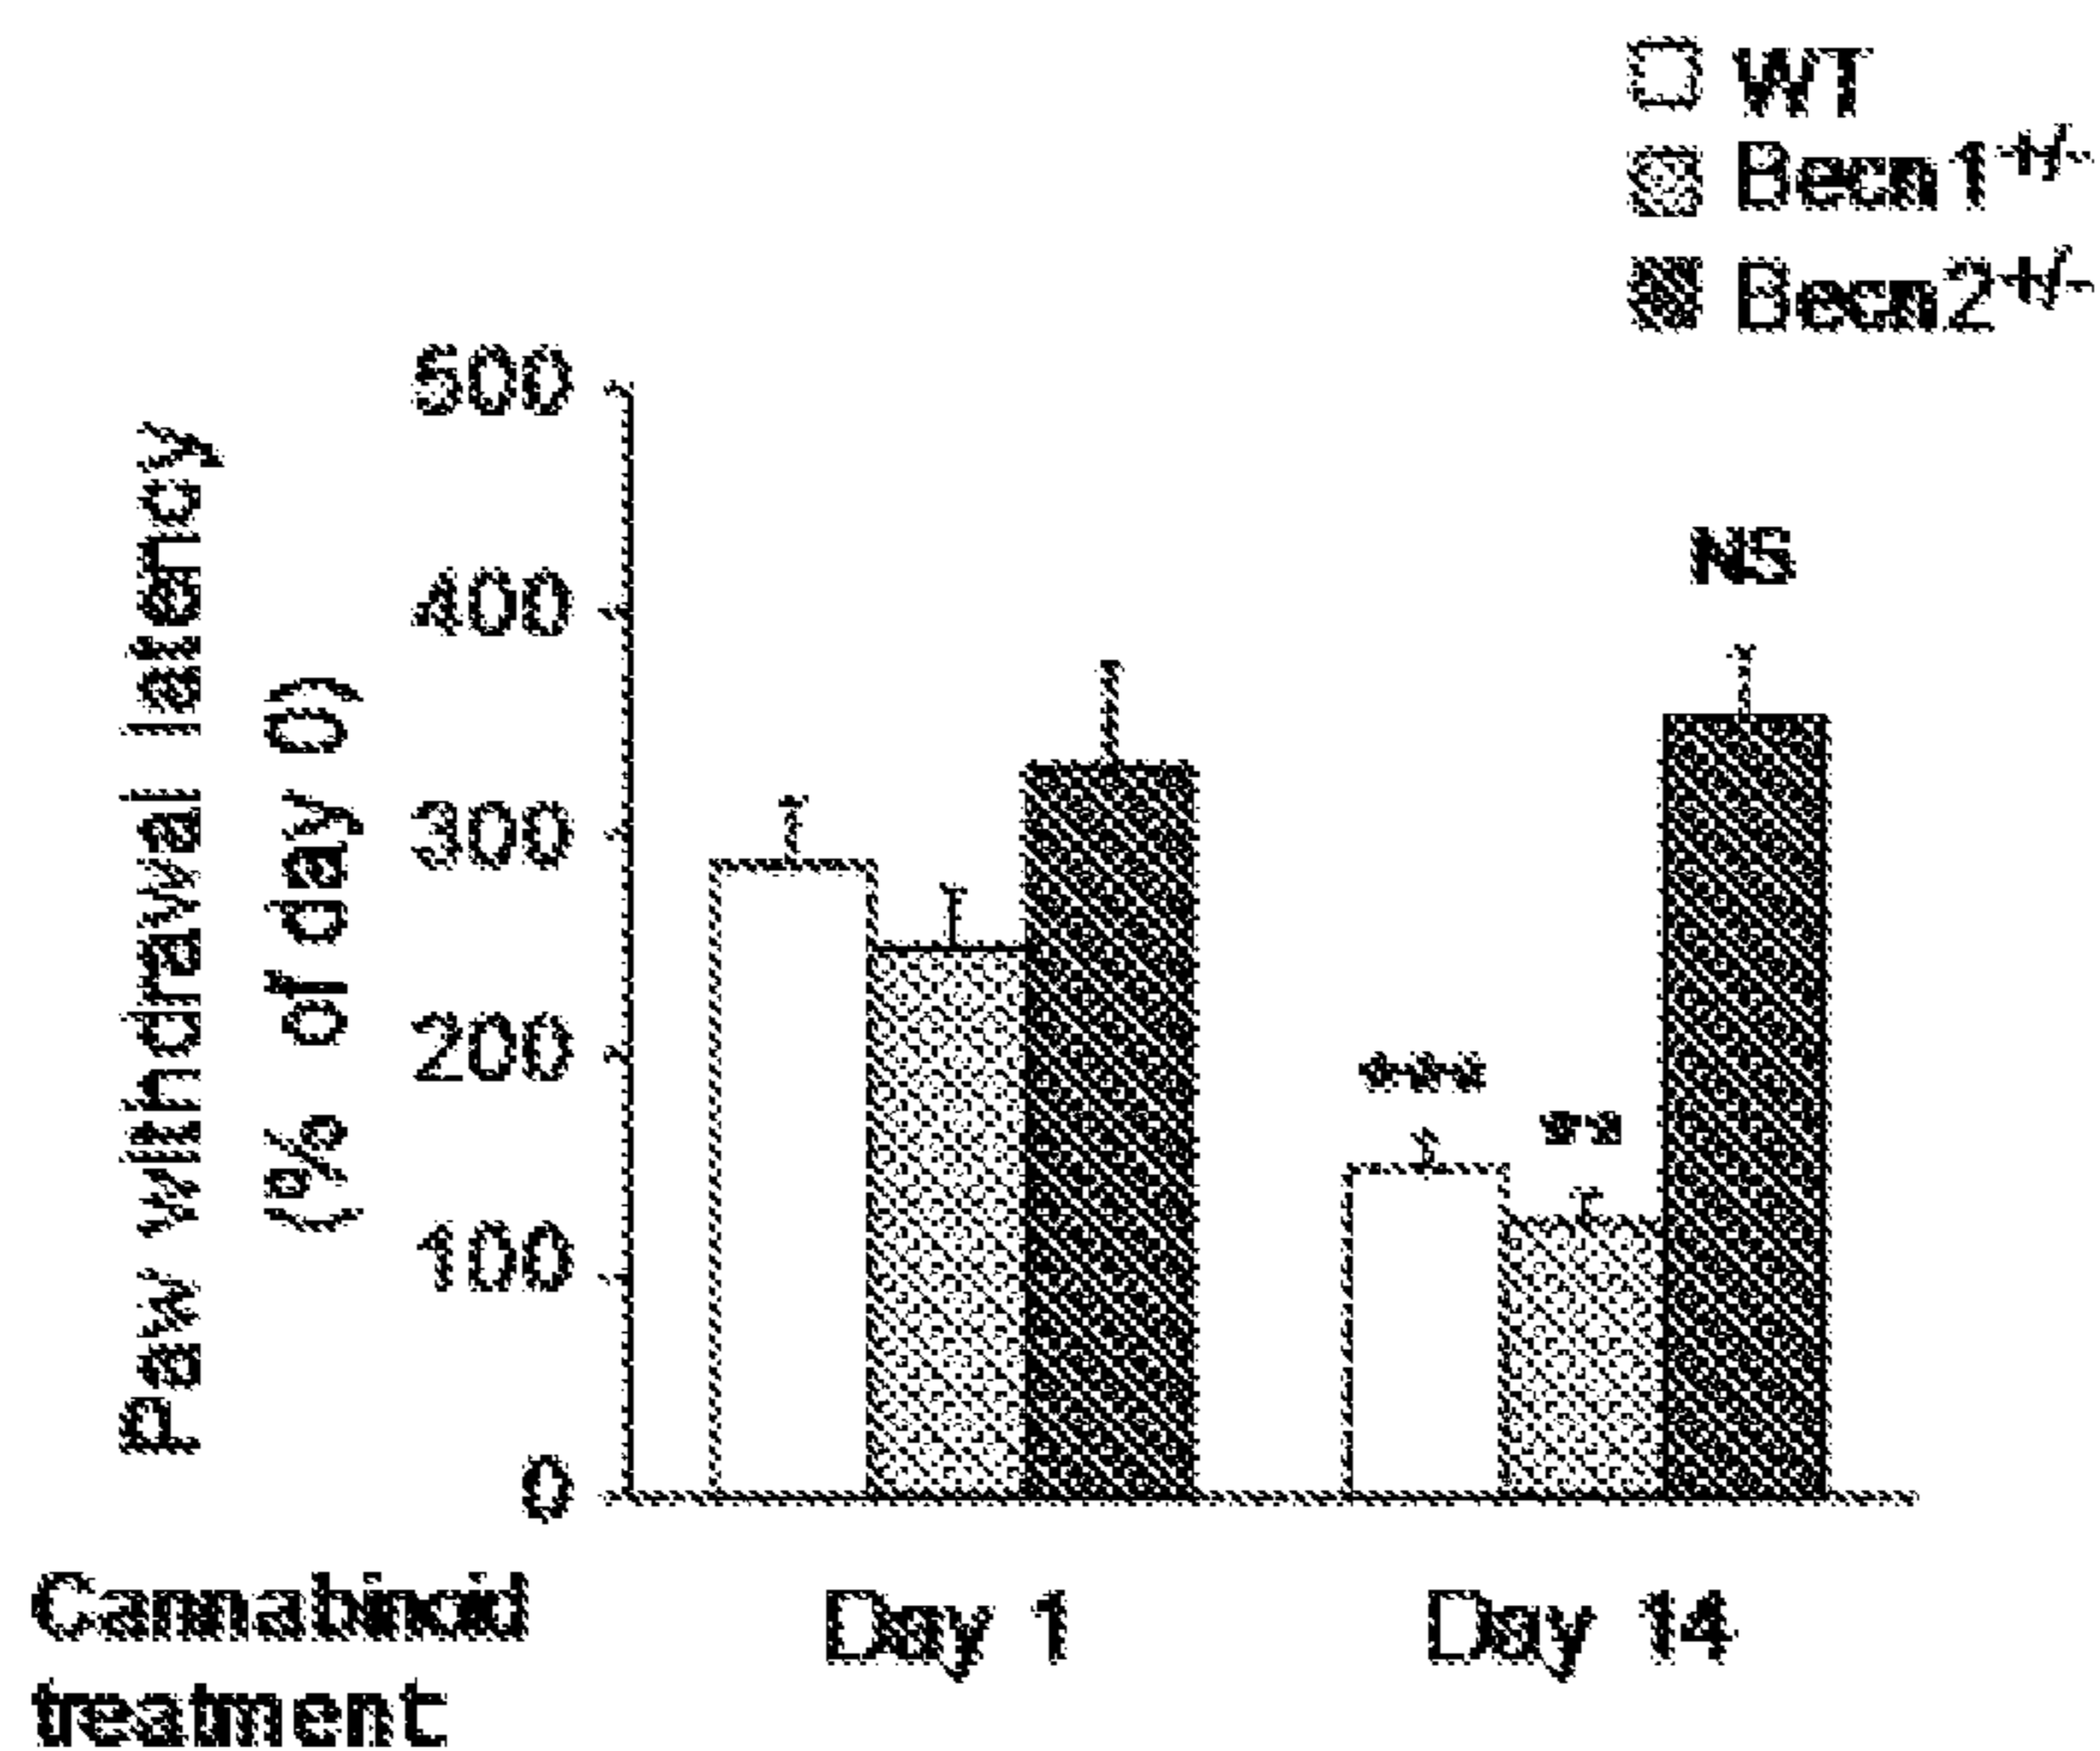 WT
Becn1+/-
Becn2+/-
Paw withdrawal latency
(% of day 0)
500
400
300
200
100
0
NS
***
**
Day 1
Day 14
Cannabinoid
treatment